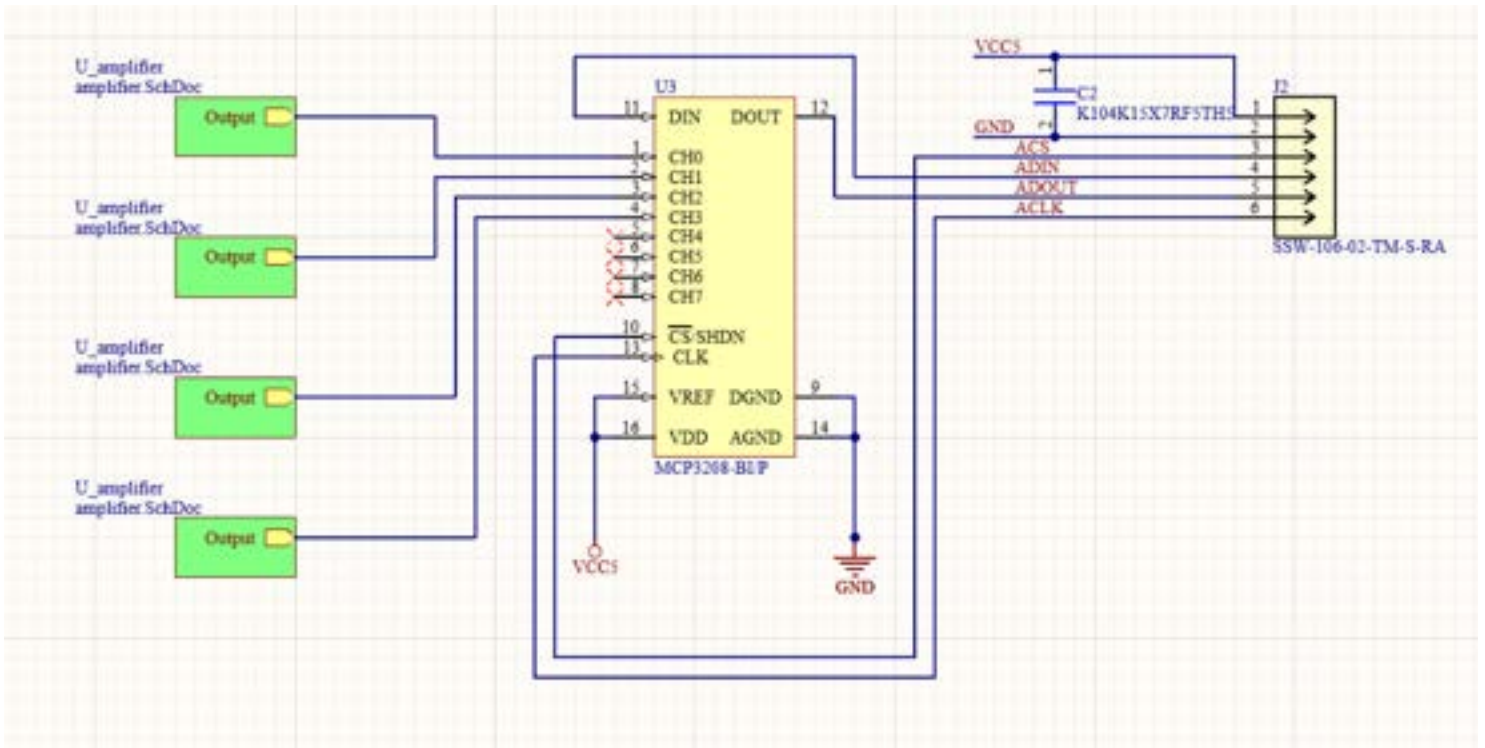 U_amplifier
amplifier.SchDoc
Output
U_amplifier
amplifier.SchDoc
Output
U_amplifier
amplifier.SchDoc
Output
U_amplifier
amplifier.SchDoc
Output
U3
11 DIN DOUT 12
1 CH0
2 CH1
3 CH2
4 CH3
5 CH4
6 CH5
7 CH6
8 CH7
10 CS/SHDN
13 CLK
15 VREF DGND 9
16 VDD AGND 14
MCP3208-BI/P
VCC5
GND
VCC5
1
C2
K104K15X7RF5TH5
2
GND
ACS
ADIN
ADOUT
ACLK
J2
1
2
3
4
5
6
SSW-106-02-TM-S-RA